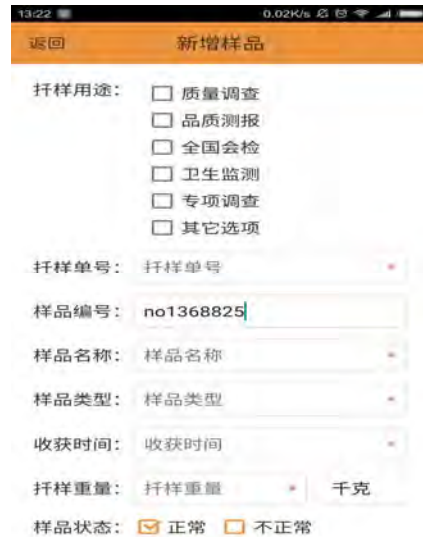 13:22 0.02K/s
返回 新增样品
扦样用途: 质量调查
品质测报
全国会检
卫生监测
专项调查
其它选项
扦样单号: 扦样单号 *
样品编号: no1368825
样品名称: 样品名称 *
样品类型: 样品类型 *
收获时间: 收获时间 *
扦样重量: 扦样重量 * 千克
样品状态: 正常 不正常